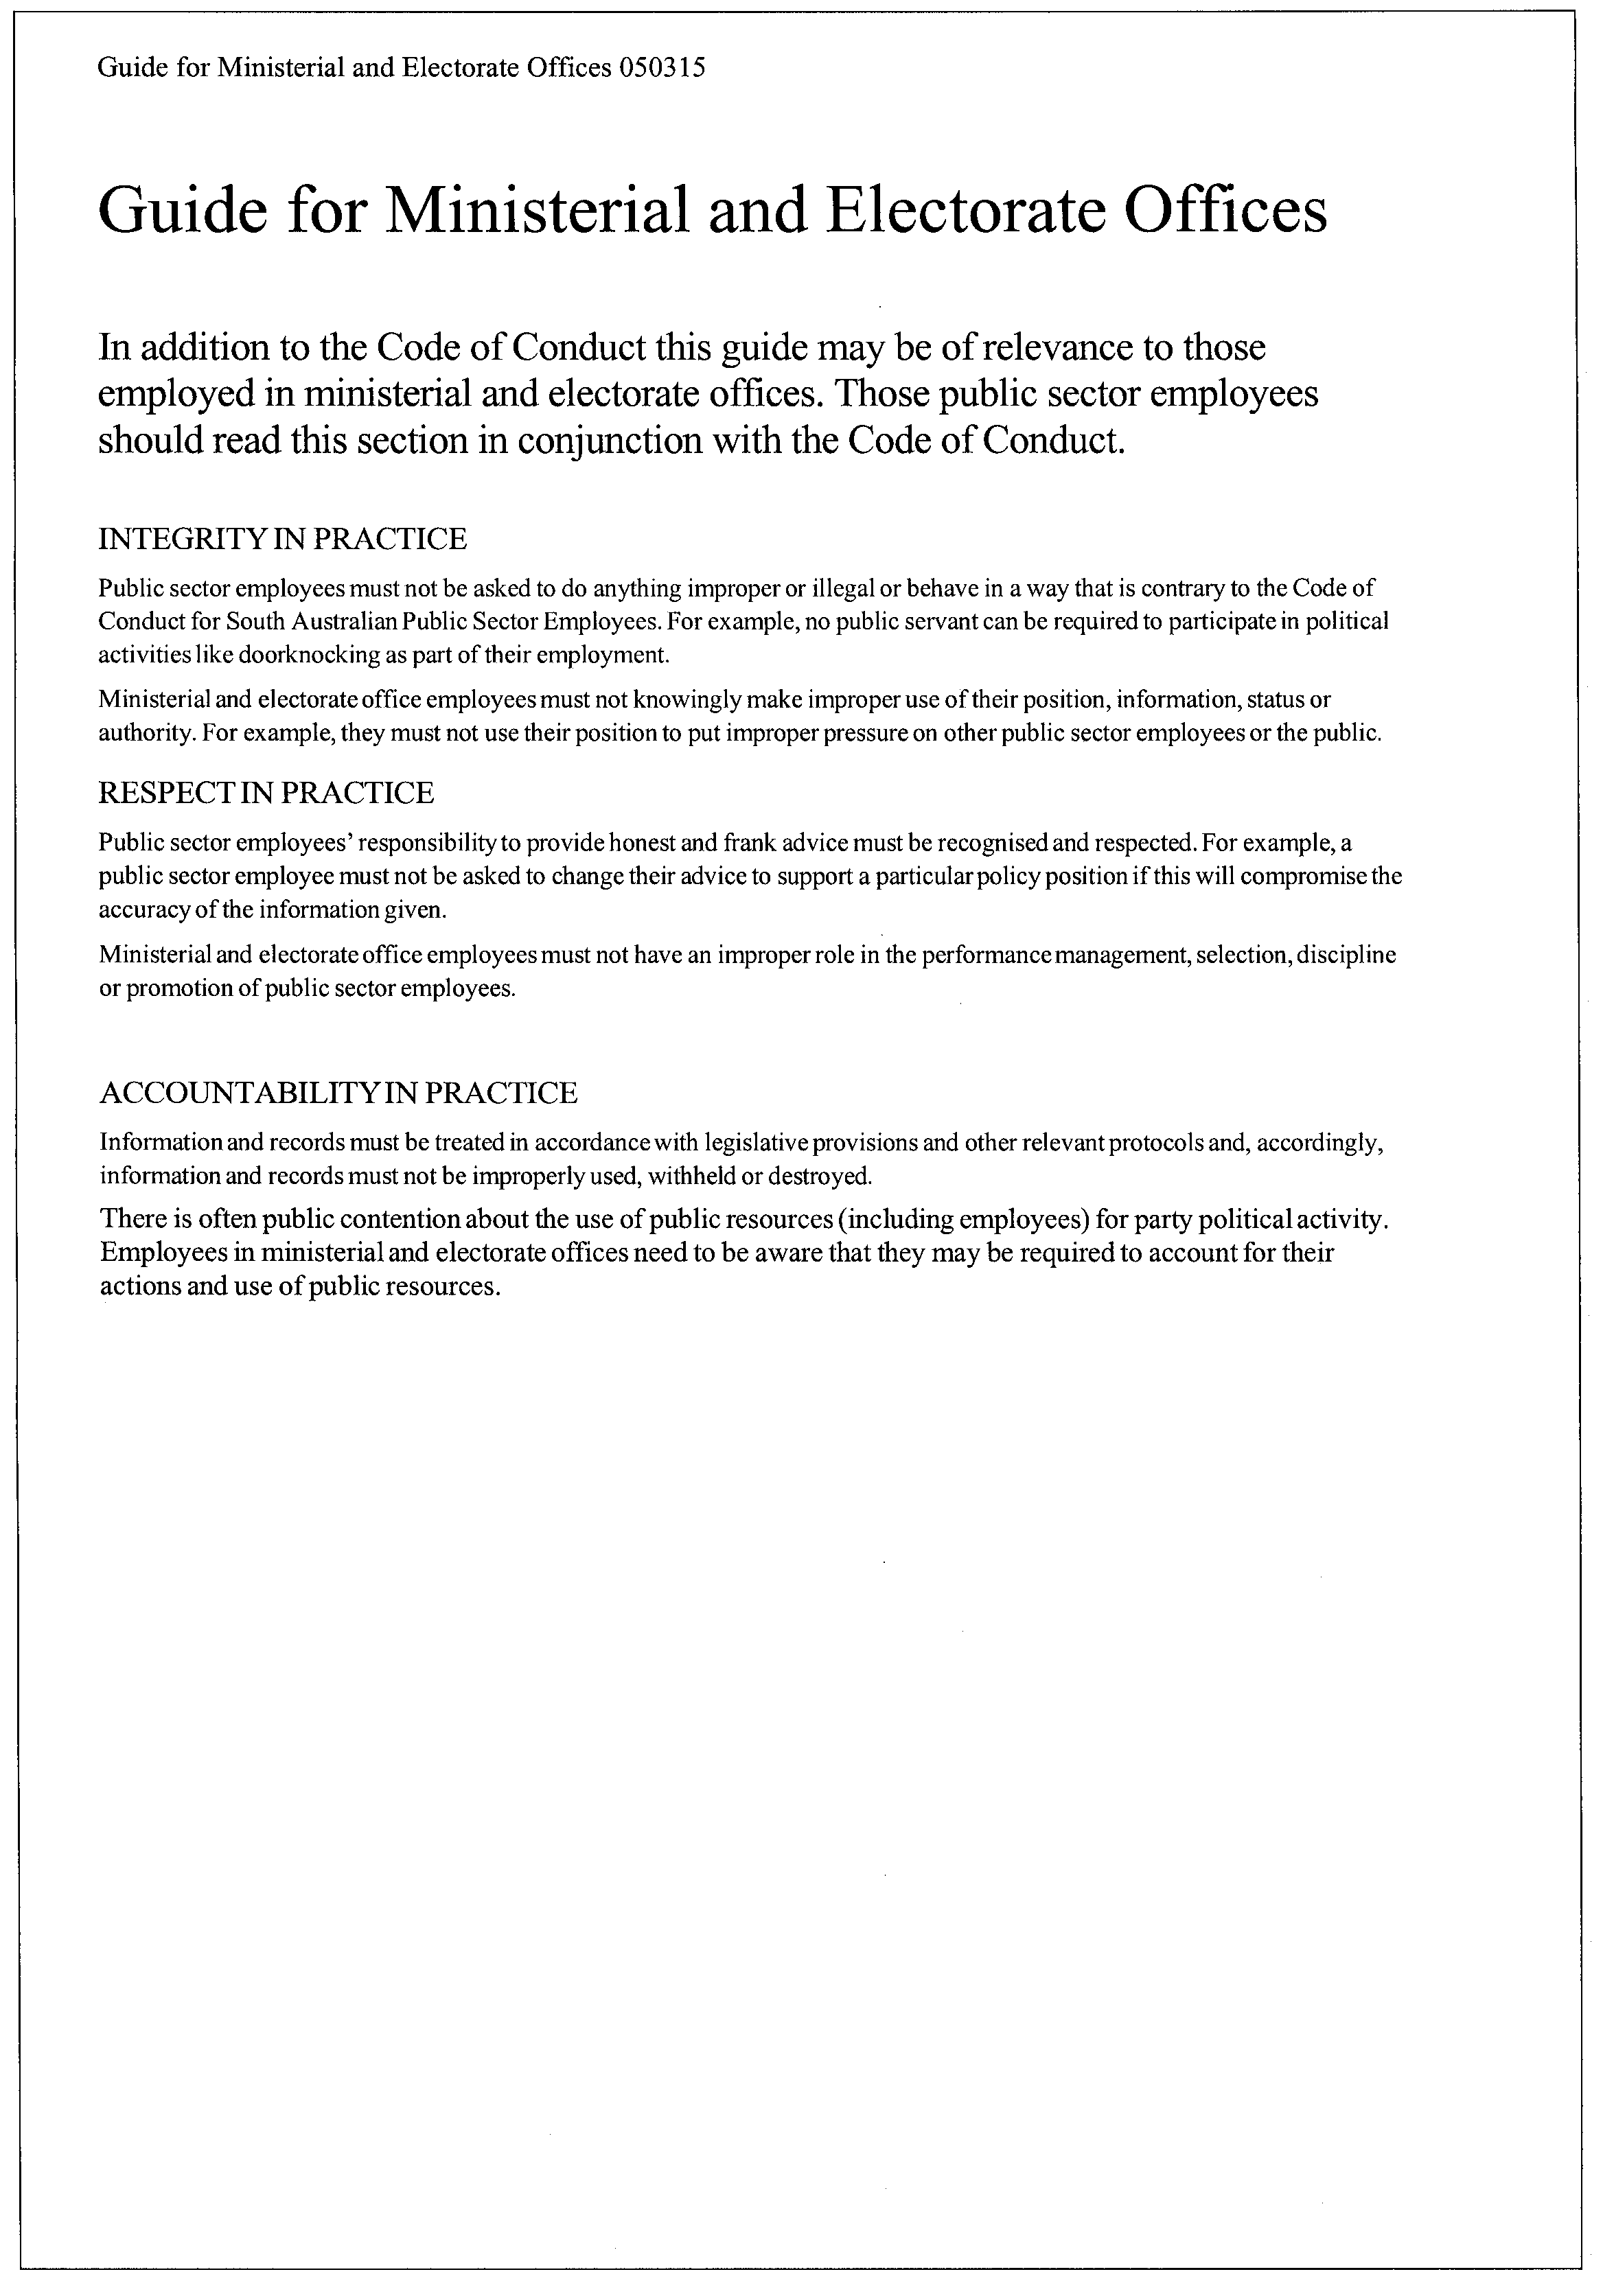 Guide for Ministerial and Electorate Offices 050315
Guide for Ministerial and Electorate Offices
In addition to the Code of Conduct this guide may be of relevance to those
employed in ministerial and electorate offices. Those public sector employees
should read this section in conjunction with the Code of Conduct.
INTEGRITY IN PRACTICE
Public sector employees must not be asked to do anything improper or illegal or behave in a way that is contrary to the Code of
Conduct for South Australian Public Sector Employees. For example, no public servant can be required to participate in political
activities like doorknocking as part of their employment.
Ministerial and electorate office employees must not knowingly make improper use of their position, information, status or
authority. For example, they must not use their position to put improper pressure on other public sector employees or the public.
RESPECT IN PRACTICE
Public sector employees' responsibility to provide honest and frank advice must be recognised and respected. For example, a
public sector employee must not be asked to change their advice to support a particular policy position if this will compromise the
accuracy of the information given.
Ministerial and electorate office employees must not have an improper role in the performance management, selection, discipline
or promotion of public sector employees.
ACCOUNTABILITY IN PRACTICE
Information and records must be treated in accordance with legislative provisions and other relevant protocols and, accordingly,
information and records must not be improperly used, withheld or destroyed.
There is often public contention about the use of public resources (including employees) for party political activity.
Employees in ministerial and electorate offices need to be aware that they may be required to account for their
actions and use of public resources.